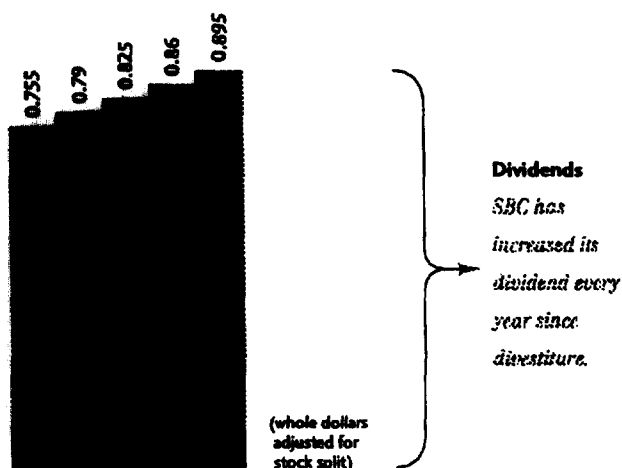 0.755
0.79
0.825
0.86
0.895
Dividends
SBC has
increased its
dividend every
year since
divestiture.
(whole dollars
adjusted for
stock split)